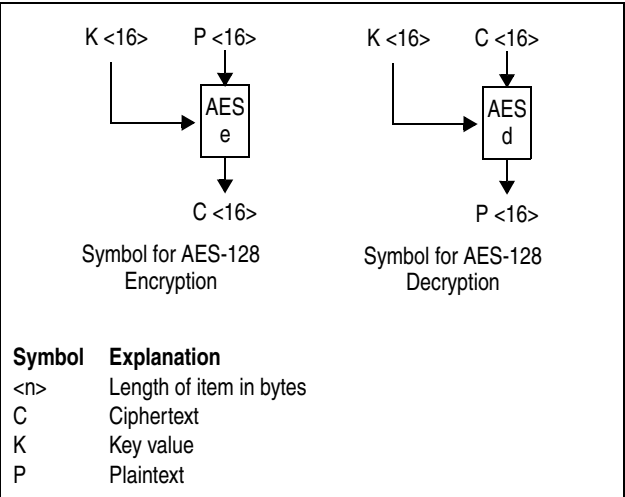 K <16> P <16>
AES
e
C <16>
Symbol for AES-128
Encryption
K <16> C <16>
AES
d
P <16>
Symbol for AES-128
Decryption
Symbol Explanation
<n> Length of item in bytes
C Ciphertext
K Key value
P Plaintext